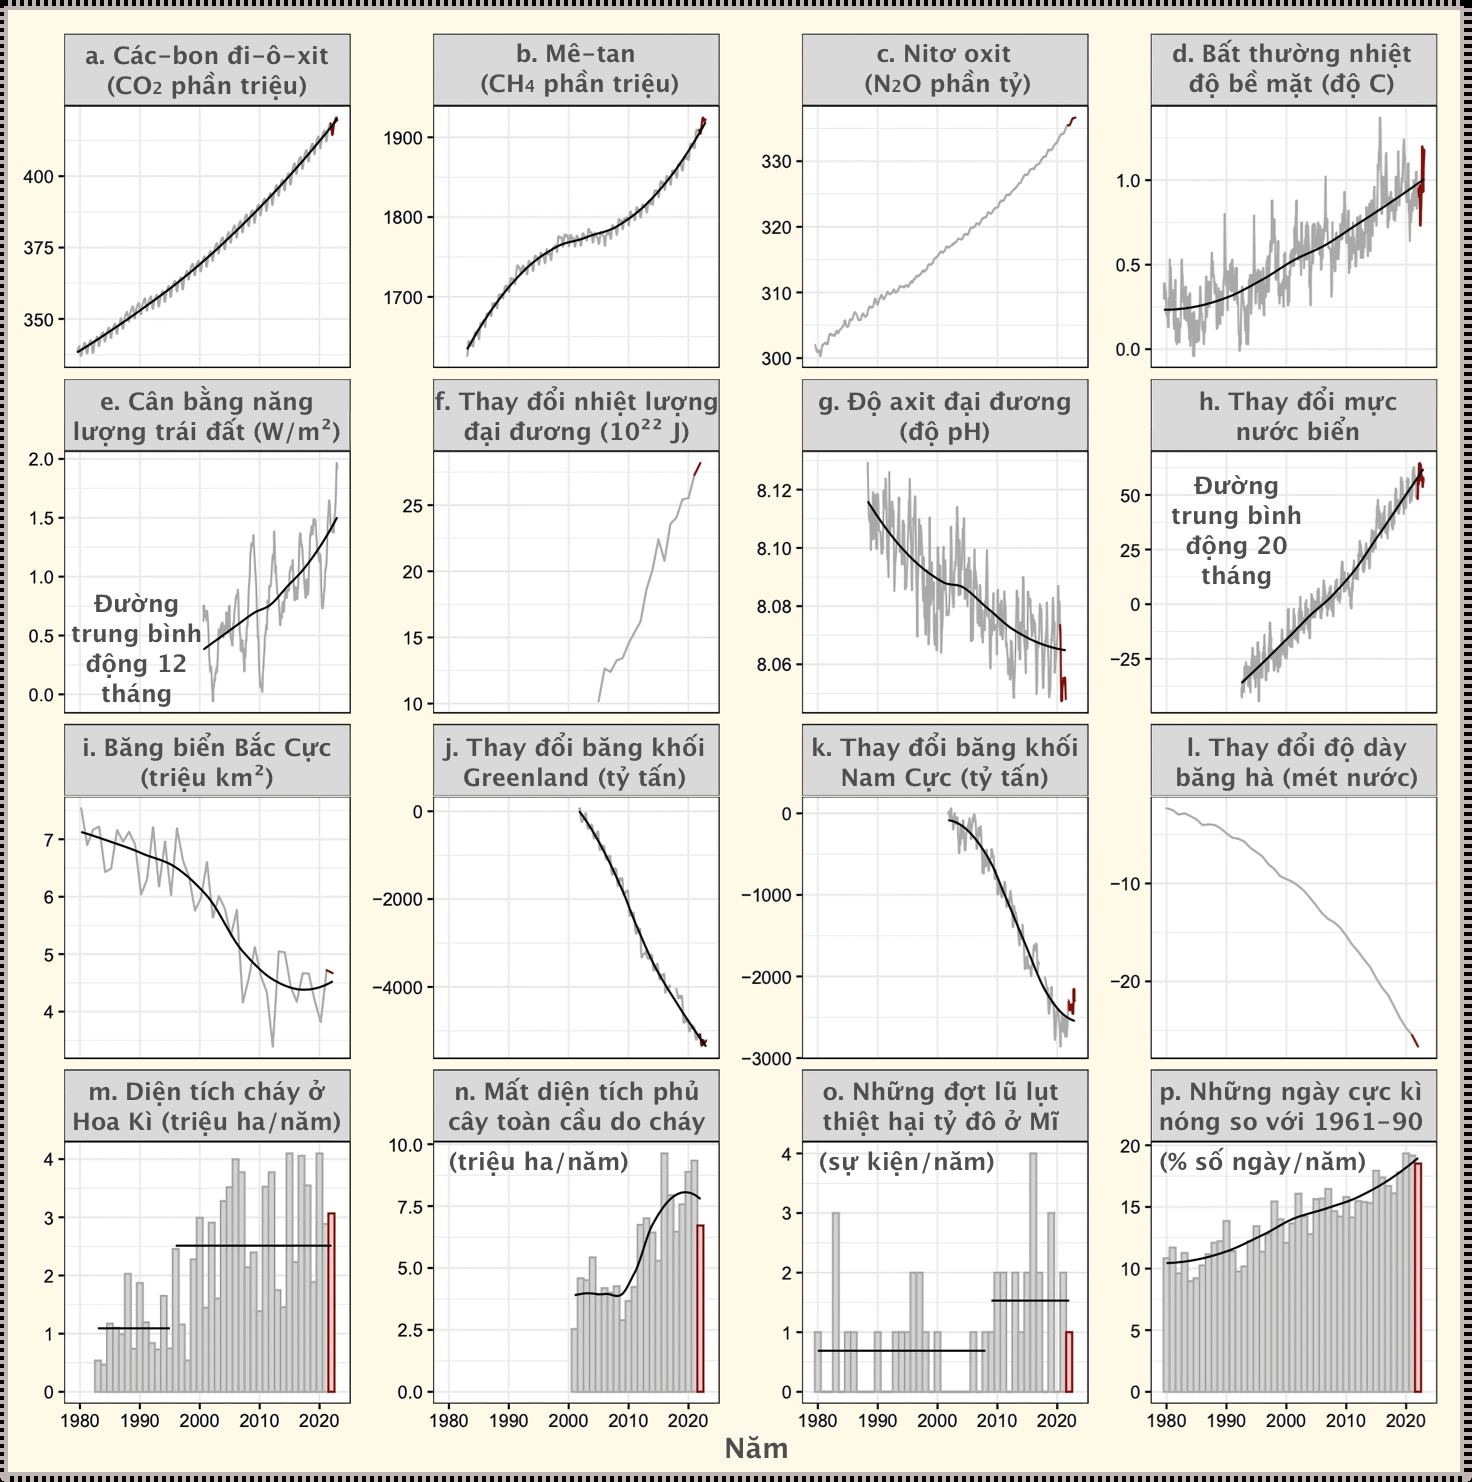 a. Các-bon đi-ô-xit
(CO₂ phần triệu)
400
375
350
b. Mê-tan
(CH₄ phần triệu)
1900
1800
1700
c. Nitơ oxit
(N₂O phần tỷ)
330
320
310
300
d. Bất thường nhiệt
độ bề mặt (độ C)
1.0
0.5
0.0
e. Cân bằng năng
lượng trái đất (W/m²)
2.0
1.5
1.0
0.5
0.0
Đường
trung bình
động 12
tháng
f. Thay đổi nhiệt lượng
đại đương (10²² J)
25
20
15
10
g. Độ axit đại đương
(độ pH)
8.12
8.10
8.08
8.06
h. Thay đổi mực
nước biển
50
25
0
−25
Đường
trung bình
động 20
tháng
i. Băng biển Bắc Cực
(triệu km²)
7
6
5
4
j. Thay đổi băng khối
Greenland (tỷ tấn)
0
−2000
−4000
k. Thay đổi băng khối
Nam Cực (tỷ tấn)
0
−1000
−2000
−3000
l. Thay đổi độ dày
băng hà (mét nước)
−10
−20
m. Diện tích cháy ở
Hoa Kì (triệu ha/năm)
4
3
2
1
0
1980 1990 2000 2010 2020
n. Mất diện tích phủ
cây toàn cầu do cháy
(triệu ha/năm)
10.0
7.5
5.0
2.5
0.0
1980 1990 2000 2010 2020
o. Những đợt lũ lụt
thiệt hại tỷ đô ở Mĩ
(sự kiện/năm)
4
3
2
1
0
1980 1990 2000 2010 2020
p. Những ngày cực kì
nóng so với 1961-90
(% số ngày/năm)
20
15
10
5
0
1980 1990 2000 2010 2020
Năm